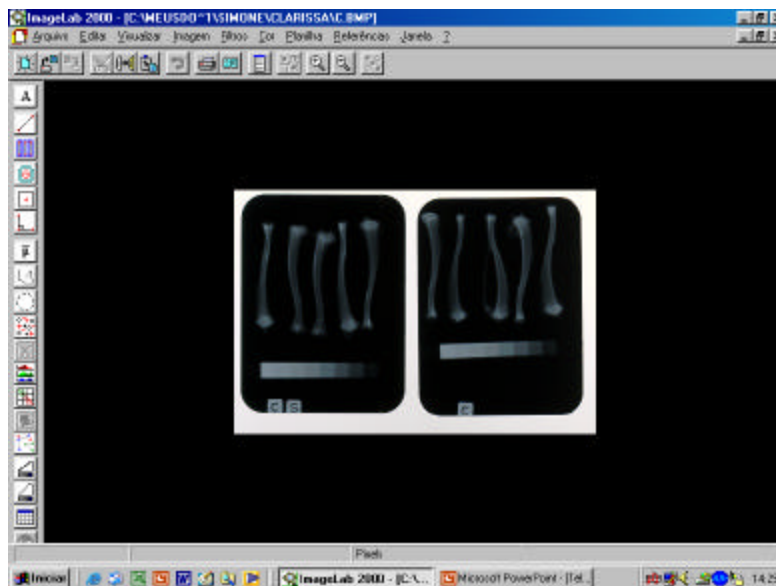 ImageLab 2000 - [C:\MEUSDO~1\SIMONE\CLARISSA\C.BMP]
Arquivo Editar Visualizar Imagem Filtros Cor Planilha Referências Janela ?
A
C S
C
Pixels
Iniciar ImageLab 2000 - [C:\... Microsoft PowerPoint - [Tel...